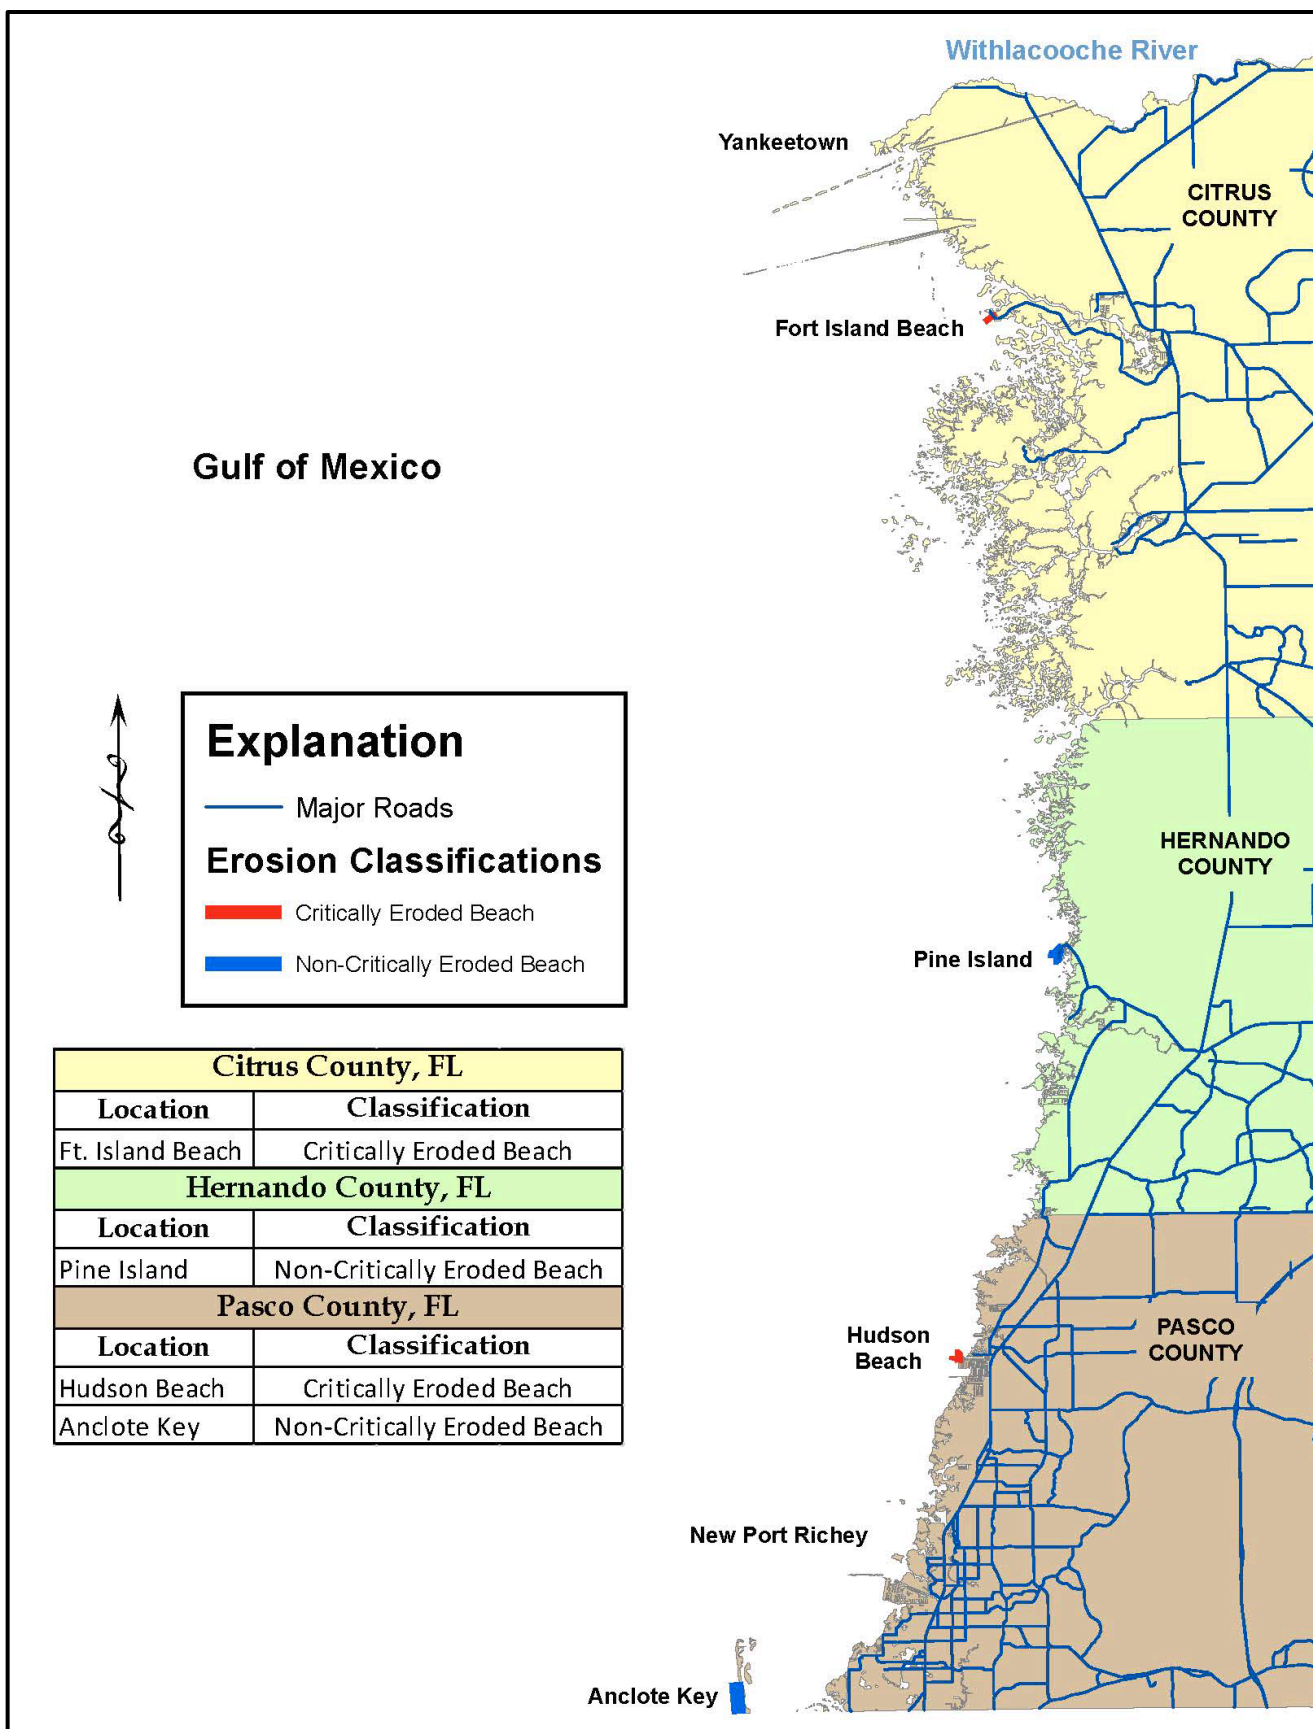 Withlacooche River
Yankeetown
CITRUS
COUNTY
Fort Island Beach
Gulf of Mexico
Explanation
Major Roads
Erosion Classifications
Critically Eroded Beach
Non-Critically Eroded Beach
HERNANDO
COUNTY
Pine Island
Citrus County, FL
Location Classification
Ft. Island Beach Critically Eroded Beach
Hernando County, FL
Location Classification
Pine Island Non-Critically Eroded Beach
Pasco County, FL
Location Classification
Hudson Beach Critically Eroded Beach
Anclote Key Non-Critically Eroded Beach
Hudson
Beach
PASCO
COUNTY
New Port Richey
Anclote Key